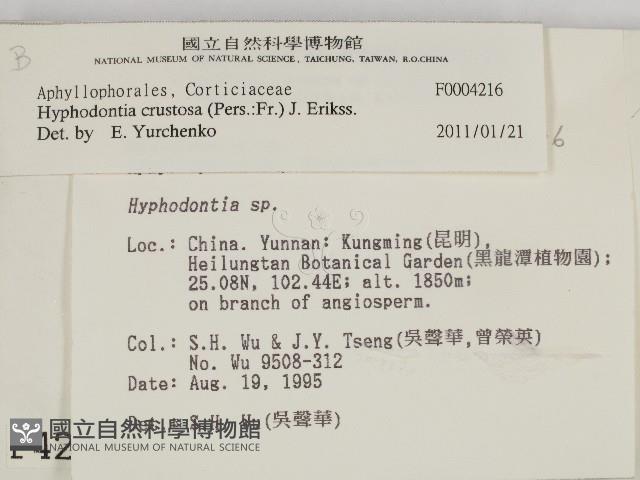 B
國立自然科學博物館
NATIONAL MUSEUM OF NATURAL SCIENCE, TAICHUNG, TAIWAN, R.O.CHINA
Aphyllophorales, Corticiaceae F0004216
Hyphodontia crustosa (Pers.:Fr.) J. Erikss.
Det. by E. Yurchenko 2011/01/21
6
Hyphodontia sp.
Loc.: China. Yunnan: Kungming(昆明),
Heilungtan Botanical Garden(黑龍潭植物園);
25.08N, 102.44E; alt. 1850m;
on branch of angiosperm.
Col.: S.H. Wu & J.Y. Tseng(吳聲華,曾榮英)
No. Wu 9508-312
Date: Aug. 19, 1995
Det.: S.H. Wu(吳聲華)
國立自然科學博物館
NATIONAL MUSEUM OF NATURAL SCIENCE
42